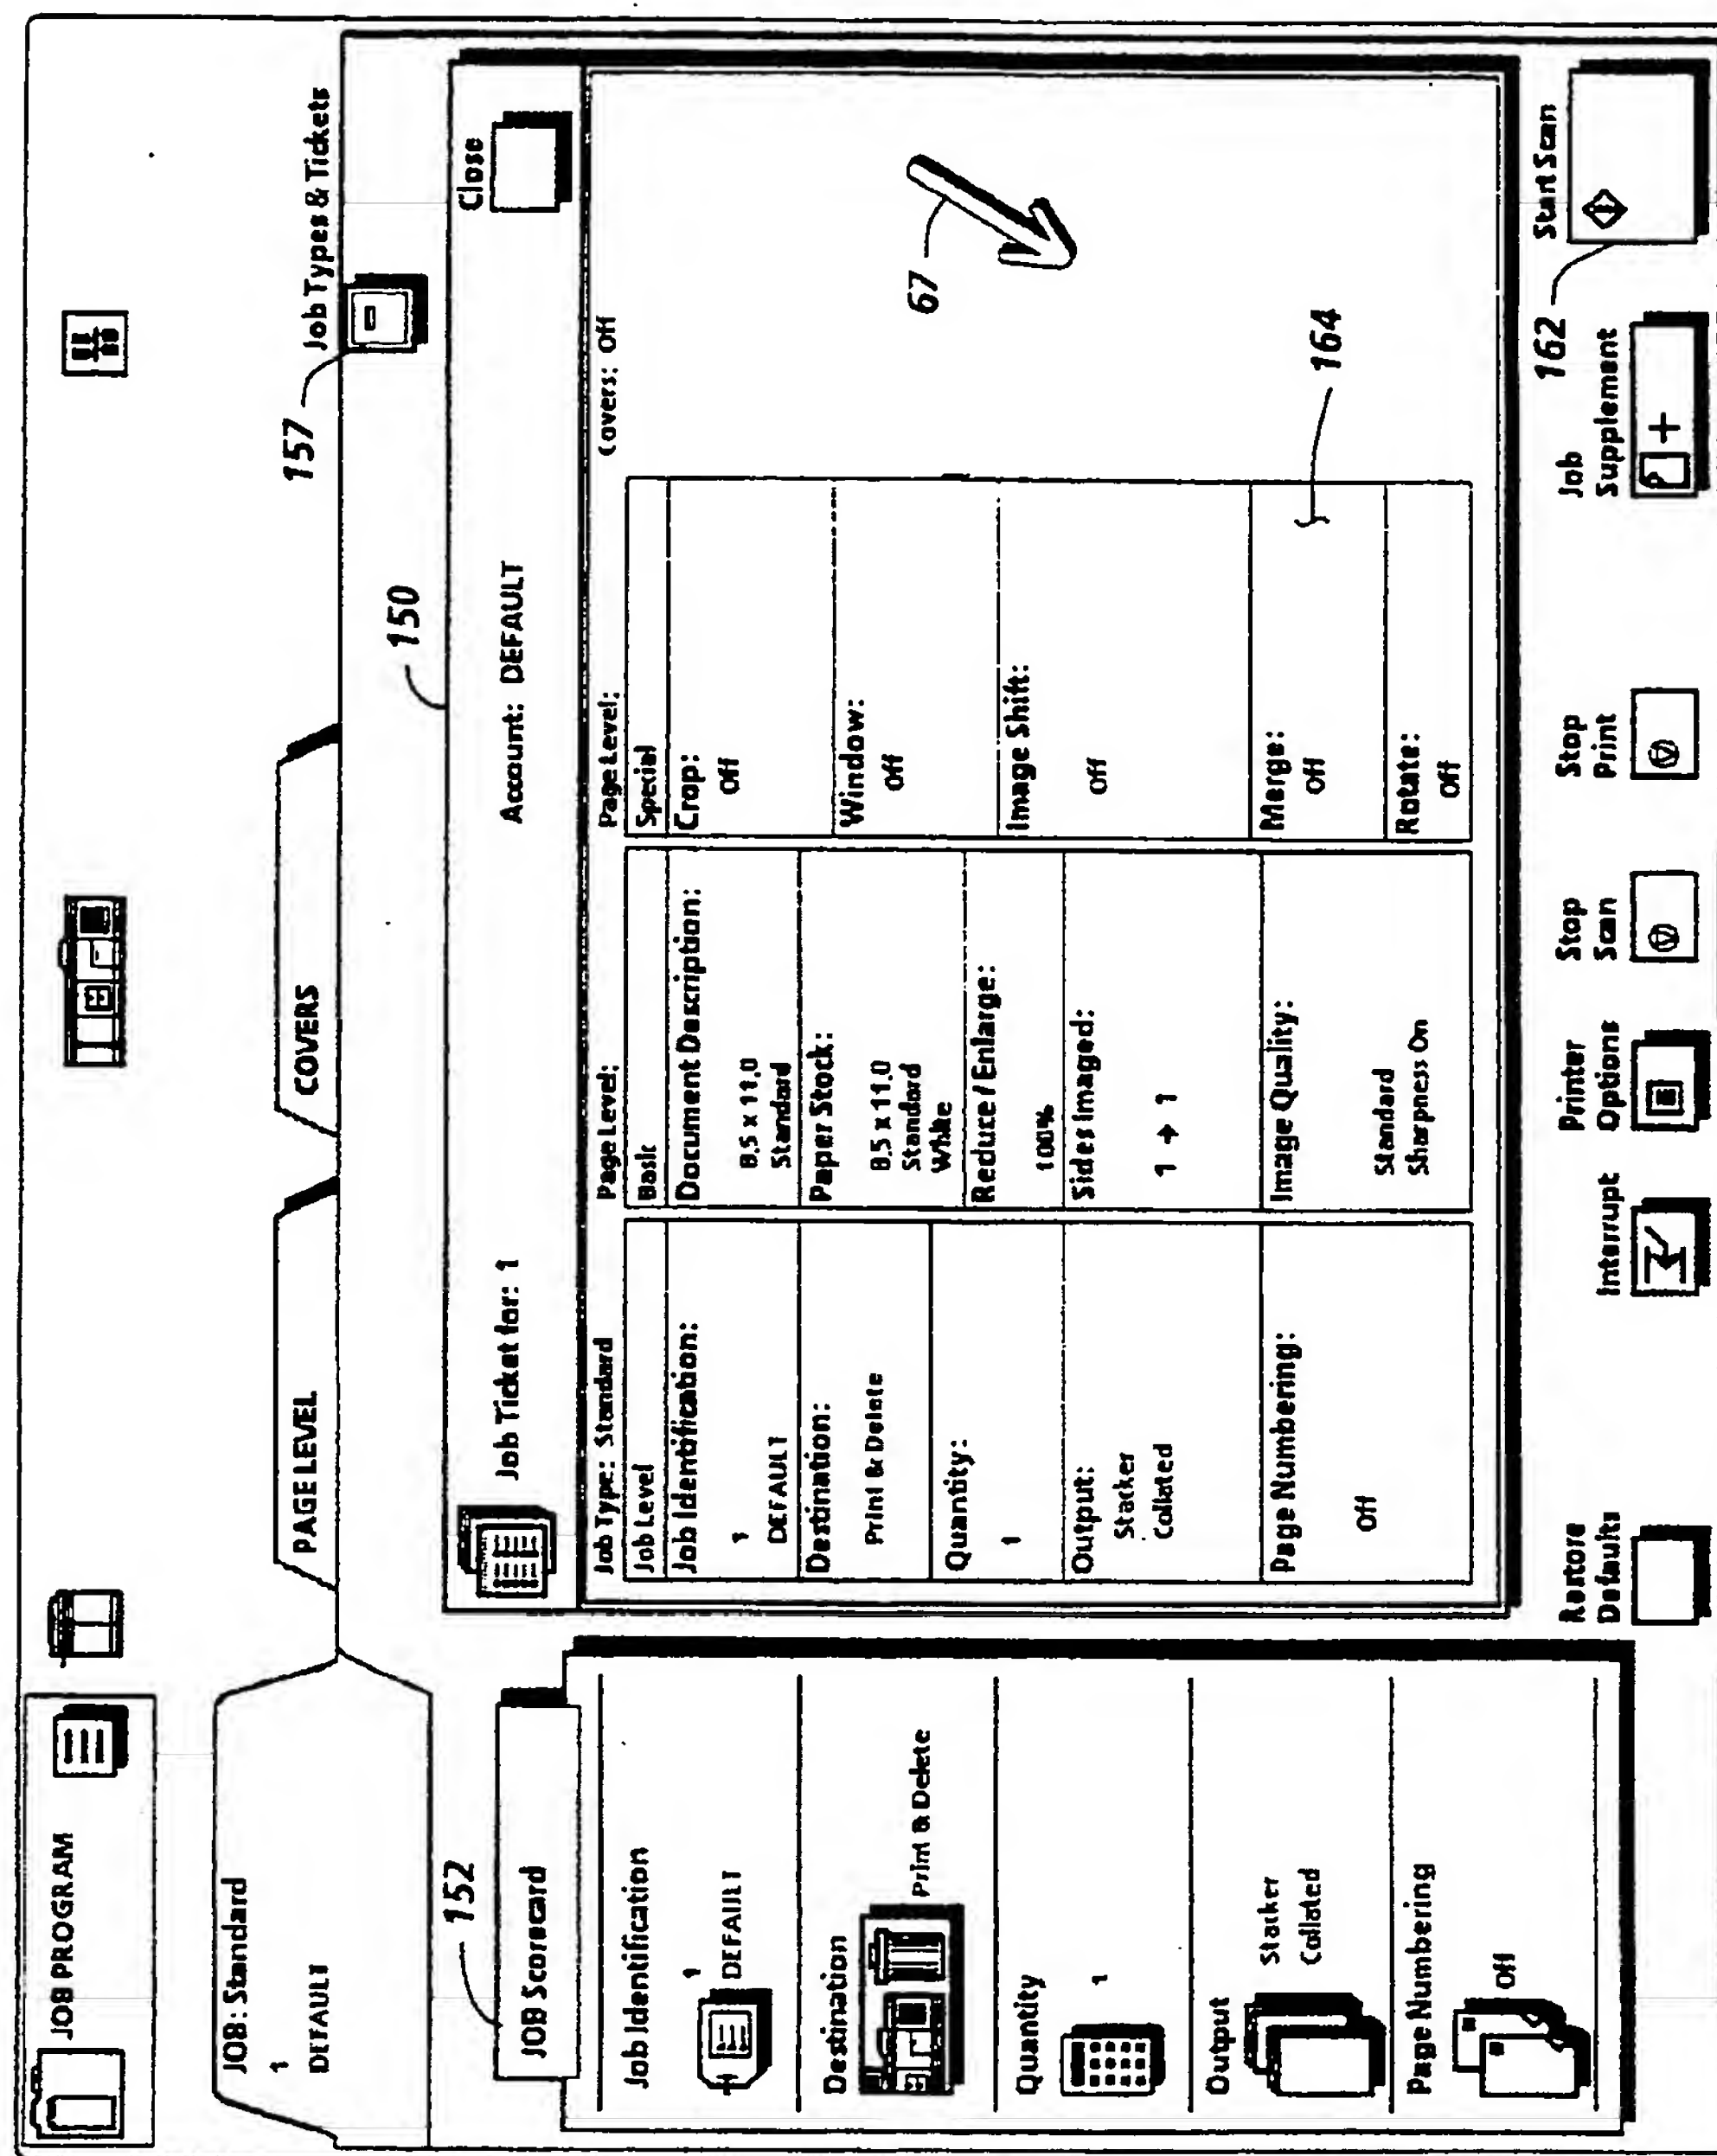 JOB PROGRAM
JOB: Standard
1
DEFAULT
PAGE LEVEL
COVERS
157
Job Types & Tickets
152
JOB Scorecard
Job Identification
1
DEFAULT
Destination
Print & Delete
Quantity
1
Output
Stacker
Collated
Page Numbering
Off
150
Job Ticket for: 1
Account: DEFAULT
Close
Job Type: Standard
Job Level
Job Identification:
1
DEFAULT
Destination:
Print & Delete
Quantity:
1
Output:
Stacker
Collated
Page Numbering:
Off
Page Level:
Basic
Document Description:
8.5 x 11.0
Standard
Paper Stock:
8.5 x 11.0
Standard
White
Reduce / Enlarge:
100%
Sides Imaged:
1 → 1
Image Quality:
Standard
Sharpness On
Page Level:
Special
Crop:
Off
Window:
Off
Image Shift:
Off
Merge:
Off
Rotate:
Off
Covers: Off
67
164
Restore
Defaults
Interrupt
Printer
Options
Stop
Scan
Stop
Print
Job
Supplement
162
Start Scan